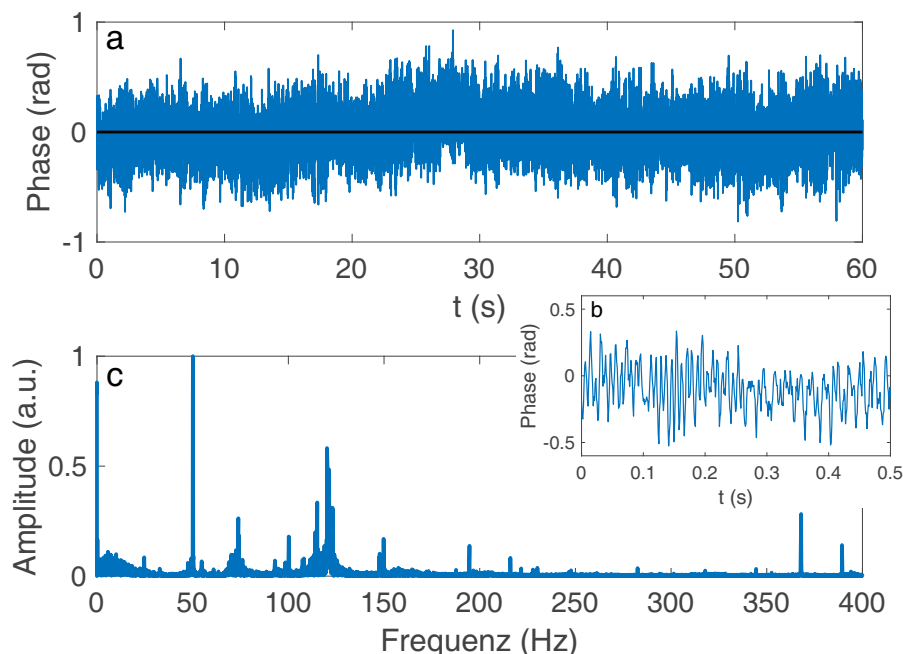 a
Phase (rad)
1
0
-1
0 10 20 30 40 50 60
t (s)
b
Phase (rad)
0.5
0
-0.5
0 0.1 0.2 0.3 0.4 0.5
t (s)
c
Amplitude (a.u.)
1
0.5
0
0 50 100 150 200 250 300 350 400
Frequenz (Hz)